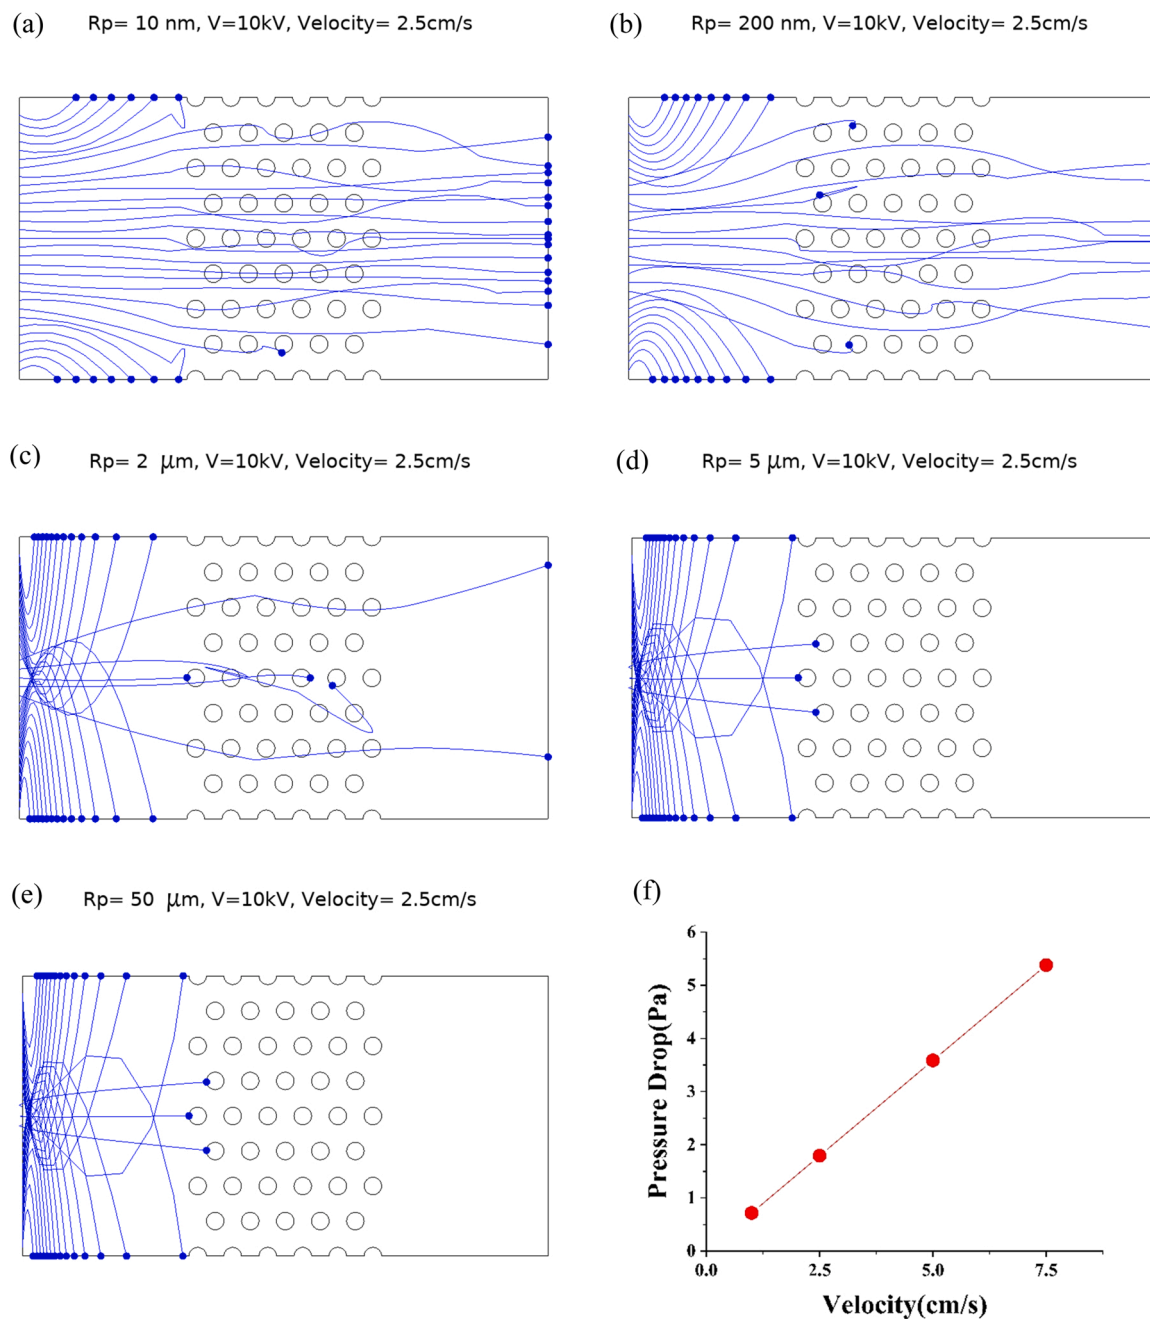 (a) Rp= 10 nm, V=10kV, Velocity= 2.5cm/s
(b) Rp= 200 nm, V=10kV, Velocity= 2.5cm/s
(c) Rp= 2 μm, V=10kV, Velocity= 2.5cm/s
(d) Rp= 5 μm, V=10kV, Velocity= 2.5cm/s
(e) Rp= 50 μm, V=10kV, Velocity= 2.5cm/s
(f)
Pressure Drop(Pa)
6
5
4
3
2
1
0
0.0 2.5 5.0 7.5
Velocity(cm/s)